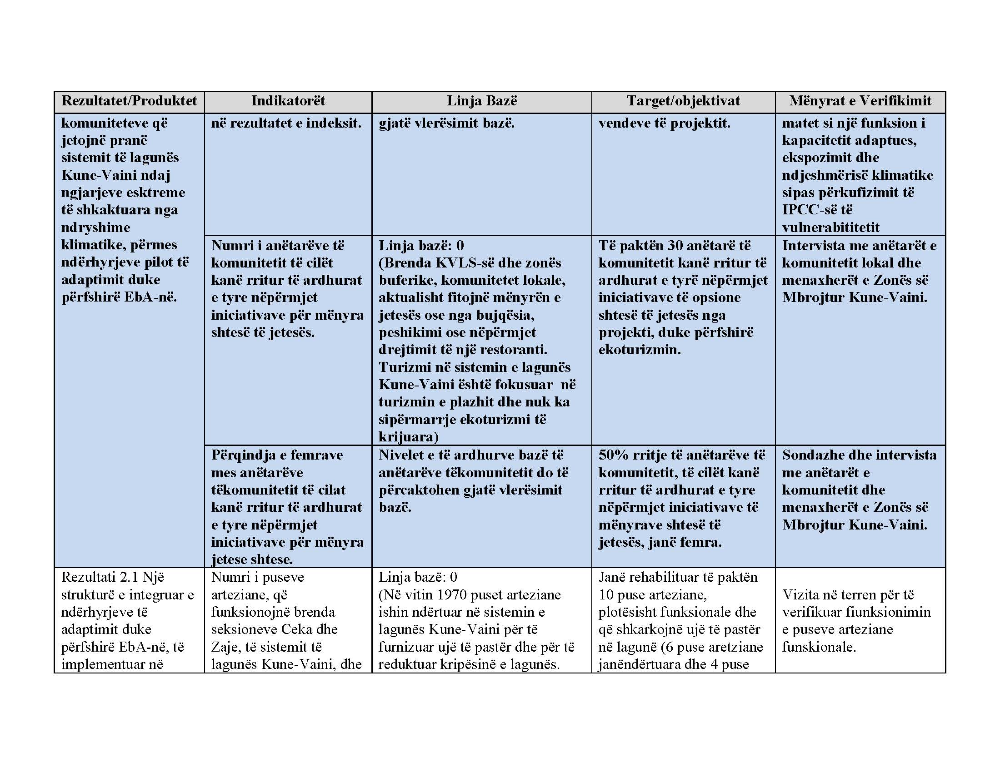 Rezultatet/Produktet
Indikatorët
Linja Bazë
Target/objektivat
Mënyrat e Verifikimit
komuniteteve që
jetojnë pranë
sistemit të lagunës
Kune-Vaini ndaj
ngjarjeve esktreme
të shkaktuara nga
ndryshime
klimatike, përmes
ndërhyrjeve pilot të
adaptimit duke
përfshirë EbA-në.
në rezultatet e indeksit.
gjatë vlerësimit bazë.
vendeve të projektit.
matet si një funksion i
kapacitetit adaptues,
ekspozimit dhe
ndjeshmërisë klimatike
sipas përkufizimit të
IPCC-së të
vulnerabititetit
Numri i anëtarëve të
komunitetit të cilët
kanë rritur të ardhurat
e tyre nëpërmjet
iniciativave për mënyra
shtesë të jetesës.
Linja bazë: 0
(Brenda KVLS-së dhe zonës
buferike, komunitetet lokale,
aktualisht fitojnë mënyrën e
jetesës ose nga bujqësia,
peshikimi ose nëpërmjet
drejtimit të një restoranti.
Turizmi në sistemin e lagunës
Kune-Vaini është fokusuar  në
turizmin e plazhit dhe nuk ka
sipërmarrje ekoturizmi të
krijuara)
Të paktën 30 anëtarë të
komunitetit kanë rritur të
ardhurat e tyrë nëpërmjet
iniciativave të opsione
shtesë të jetesës nga
projekti, duke përfshirë
ekoturizmin.
Intervista me anëtarët e
komunitetit lokal dhe
menaxherët e Zonës së
Mbrojtur Kune-Vaini.
Përqindja e femrave
mes anëtarëve
tëkomunitetit të cilat
kanë rritur të ardhurat
e tyre nëpërmjet
iniciativave për mënyra
jetese shtese.
Nivelet e të ardhurve bazë të
anëtarëve tëkomunitetit do të
përcaktohen gjatë vlerësimit
bazë.
50% rritje të anëtarëve të
komunitetit, të cilët kanë
rritur të ardhurat e tyre
nëpërmjet iniciativave të
mënyrave shtesë të
jetesës, janë femra.
Sondazhe dhe intervista
me anëtarët e
komunitetit dhe
menaxherët e Zonës së
Mbrojtur Kune-Vaini.
Rezultati 2.1 Një
strukturë e integruar e
ndërhyrjeve të
adaptimit duke
përfshirë EbA-në, të
implementuar në
Numri i puseve
arteziane, që
funksionojnë brenda
seksioneve Ceka dhe
Zaje, të sistemit të
lagunës Kune-Vaini, dhe
Linja bazë: 0
(Në vitin 1970 puset arteziane
ishin ndërtuar në sistemin e
lagunës Kune-Vaini për të
furnizuar ujë të pastër dhe për të
reduktuar kripësinë e lagunës.
Janë rehabilituar të paktën
10 puse arteziane,
plotësisht funksionale dhe
që shkarkojnë ujë të pastër
në lagunë (6 puse aretziane
janëndërtuara dhe 4 puse
Vizita në terren për të
verifikuar fiunksionimin
e puseve arteziane
funskionale.